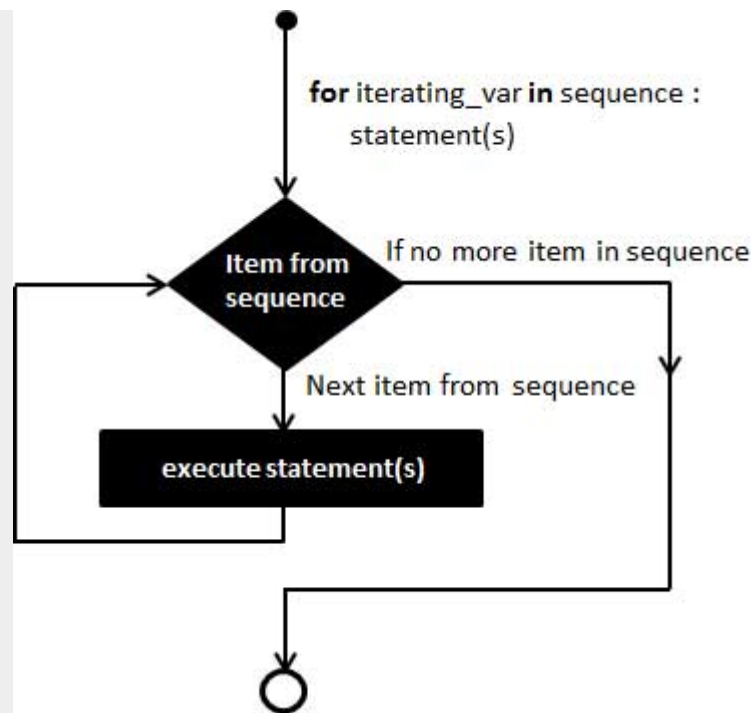 for iterating_var in sequence :
statement(s)
If no more item in sequence
Item from
sequence
Next item from sequence
execute statement(s)